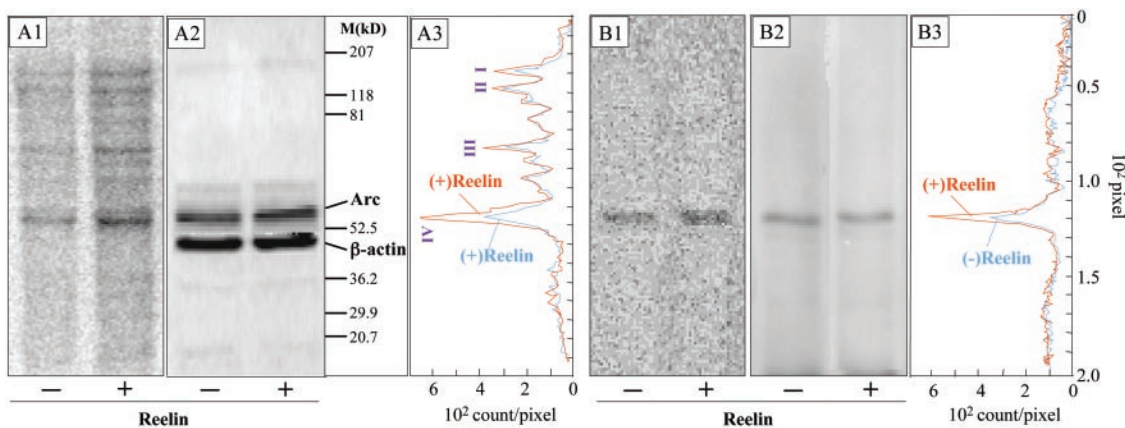 A1
A2
M(kD)
207
118
81
Arc
52.5
β-actin
36.2
29.9
20.7
− +
− +
Reelin
A3
I
II
III
IV
(+)Reelin
(+)Reelin
6 4 2 0
10² count/pixel
B1
B2
− +
− +
Reelin
B3
(+)Reelin
(-)Reelin
0
0.5
1.0
1.5
2.0
10² pixel
6 4 2 0
10² count/pixel